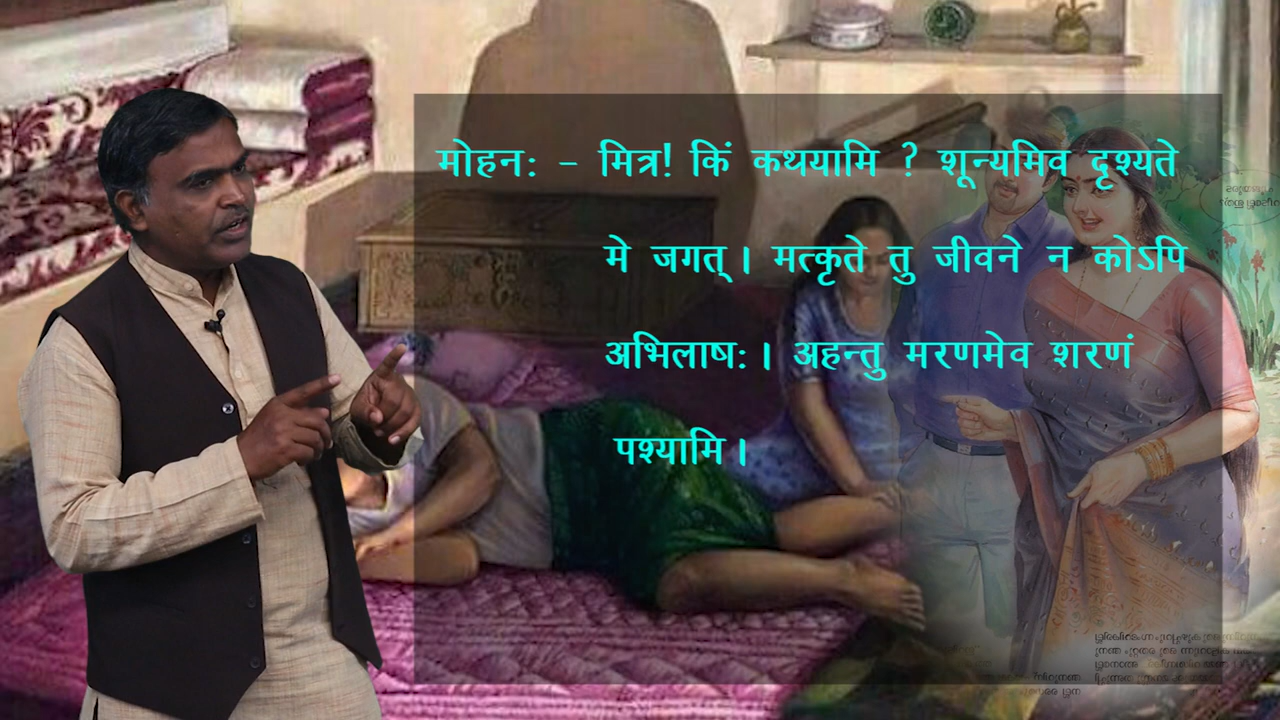 मोहनः – मित्र! किं कथयामि ? शून्यमिव दृश्यते
मे जगत् । मत्कृते तु जीवने न कोऽपि
अभिलाषः । अहन्तु मरणमेव शरणं
पश्यामि ।